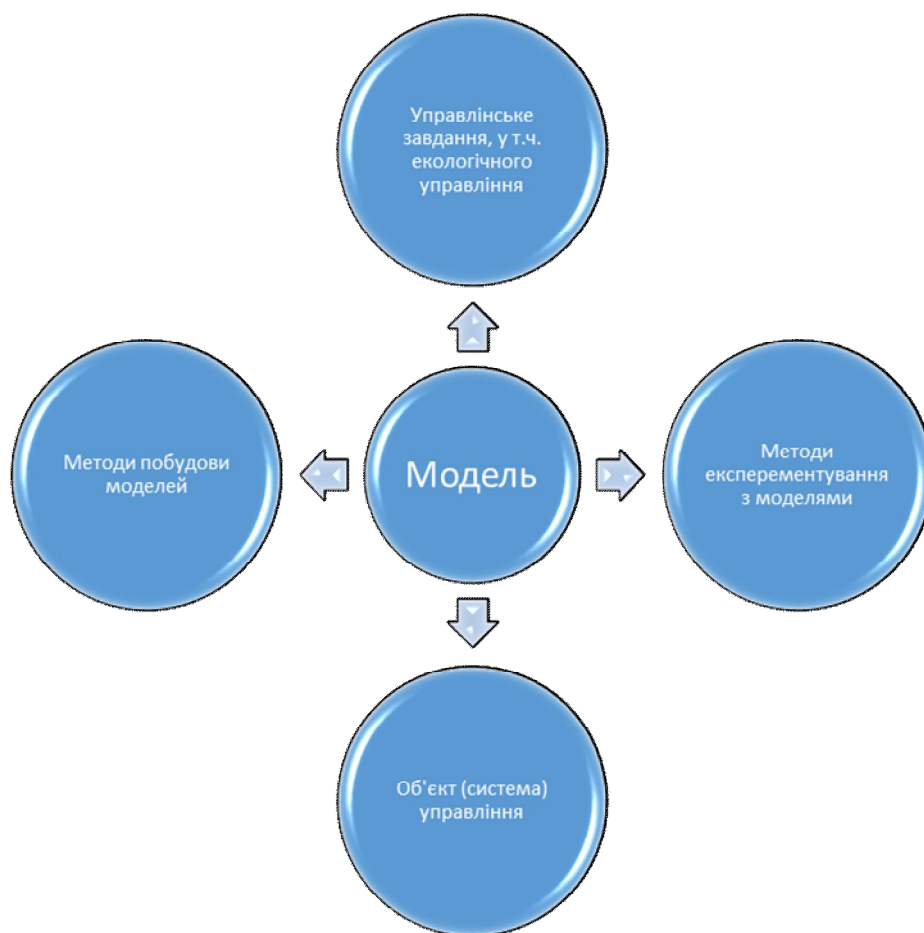 Управлінське
завдання, у т.ч.
екологічного
управління
Методи побудови
моделей
Модель
Методи
експерементування
з моделями
Об'єкт (система)
управління